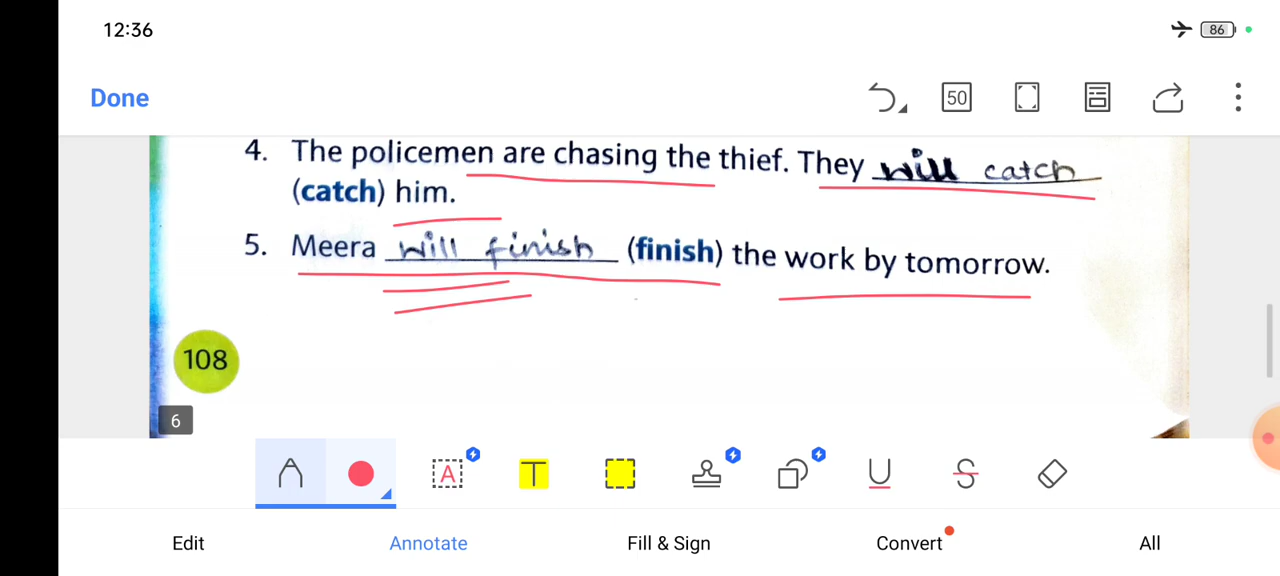 12:36
86
Done
50
4. The policemen are chasing the thief. They will catch
(catch) him.
5. Meera will finish (finish) the work by tomorrow.
108
6
A
T
U
S
Edit
Annotate
Fill & Sign
Convert
All